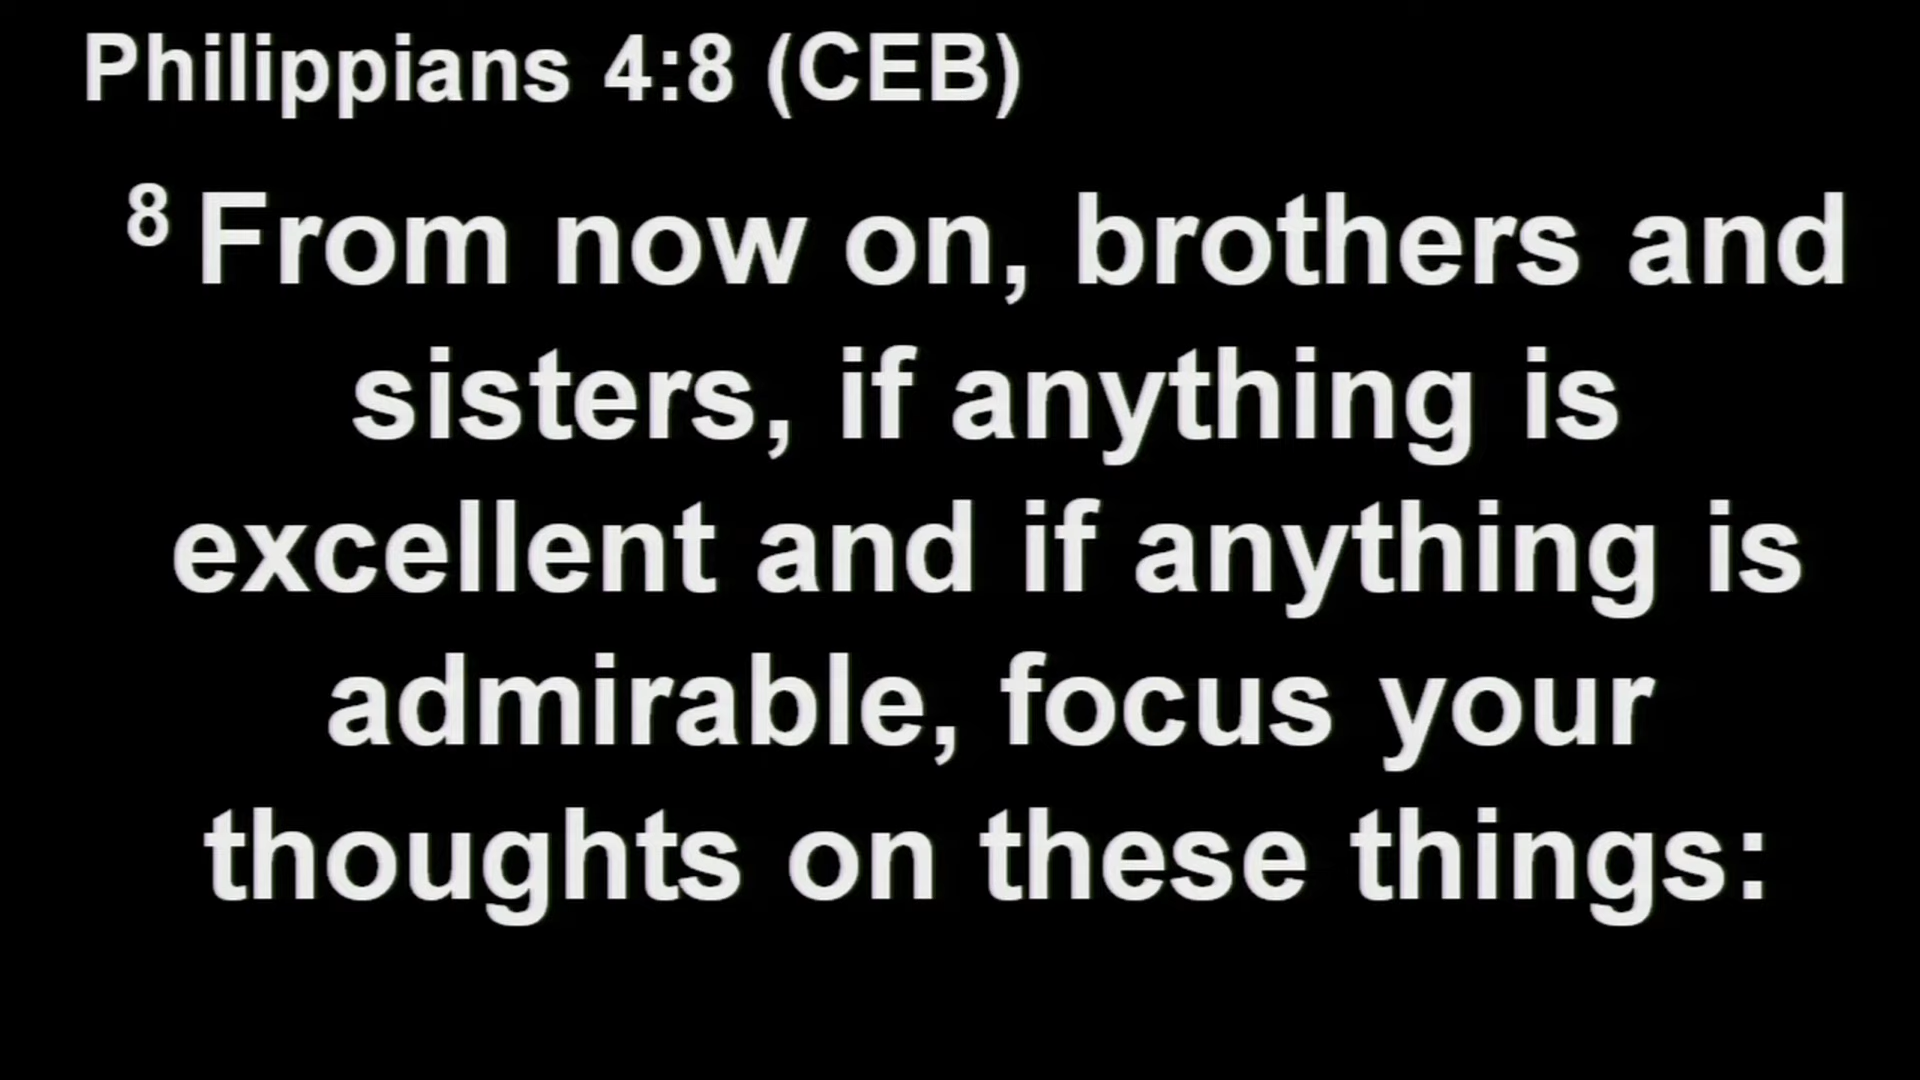 Philippians 4:8 (CEB)
8 From now on, brothers and
sisters, if anything is
excellent and if anything is
admirable, focus your
thoughts on these things: